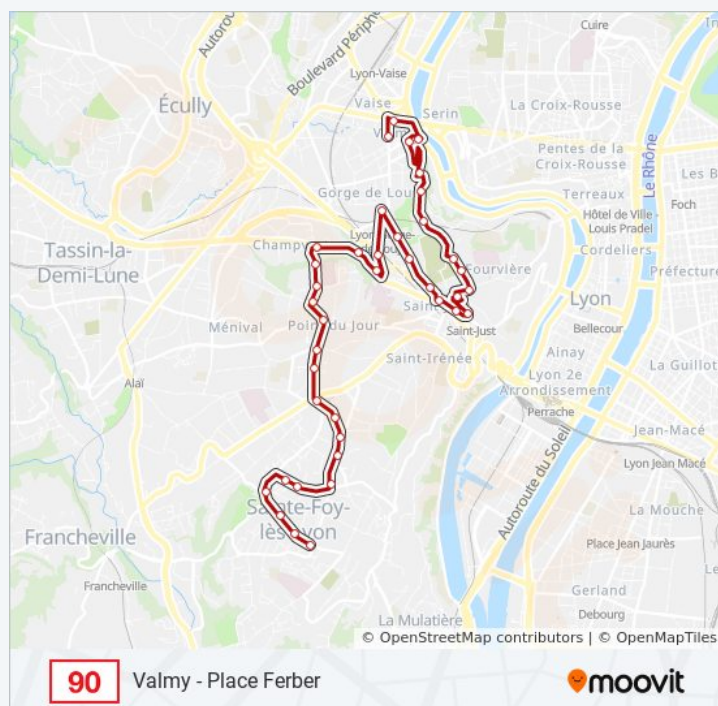 Cuire
Autoroute
Boulevard Périphé
Lyon-Vaise
Écully
Vaise
Serin
La Croix-Rousse
Pentes de la
Croix-Rousse
Le Rhône
Les B
Gorge de Lou
Terreaux
Foch
Hôtel de Ville
Louis Pradel
Tassin-la-
Demi-Lune
Champv
Cordeliers
Fourvière
Préfecture
Lyon
Ménival
Point du Jour
Saint-Just
Bellecour
La Guillot
Saint-Irénée
Ainay
Alaï
Lyon 2e
Arrondissement
Perrache
Jean-Macé
Autoroute du Soleil
Lyon Jean Macé
Sainte-Foy-
lès-Lyon
La Mouche
Francheville
Place Jean Jaurès
Francheville
Gerland
Debourg
La Mulatière
© OpenStreetMap contributors | © OpenMapTiles
90 Valmy - Place Ferber
moovit